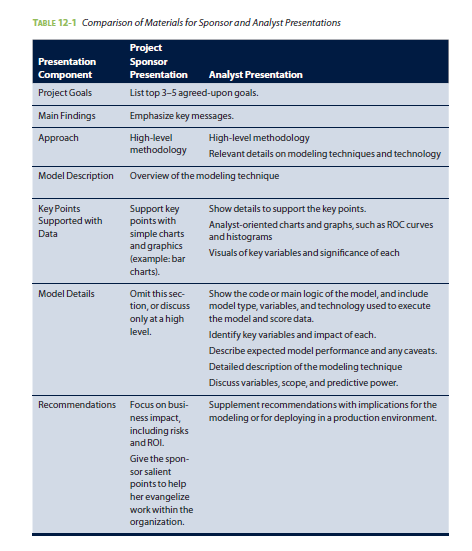 TABLE 12-1 Comparison of Materials for Sponsor and Analyst Presentations
Presentation
Component
Project
Sponsor
Presentation
Analyst Presentation
Project Goals
List top 3–5 agreed-upon goals.
Main Findings
Emphasize key messages.
Approach
High-level
methodology
High-level methodology
Relevant details on modeling techniques and technology
Model Description
Overview of the modeling technique
Key Points
Supported with
Data
Support key
points with
simple charts
and graphics
(example: bar
charts).
Show details to support the key points.
Analyst-oriented charts and graphs, such as ROC curves
and histograms
Visuals of key variables and significance of each
Model Details
Omit this sec-
tion, or discuss
only at a high
level.
Show the code or main logic of the model, and include
model type, variables, and technology used to execute
the model and score data.
Identify key variables and impact of each.
Describe expected model performance and any caveats.
Detailed description of the modeling technique
Discuss variables, scope, and predictive power.
Recommendations
Focus on busi-
ness impact,
including risks
and ROI.
Give the spon-
sor salient
points to help
her evangelize
work within the
organization.
Supplement recommendations with implications for the
modeling or for deploying in a production environment.